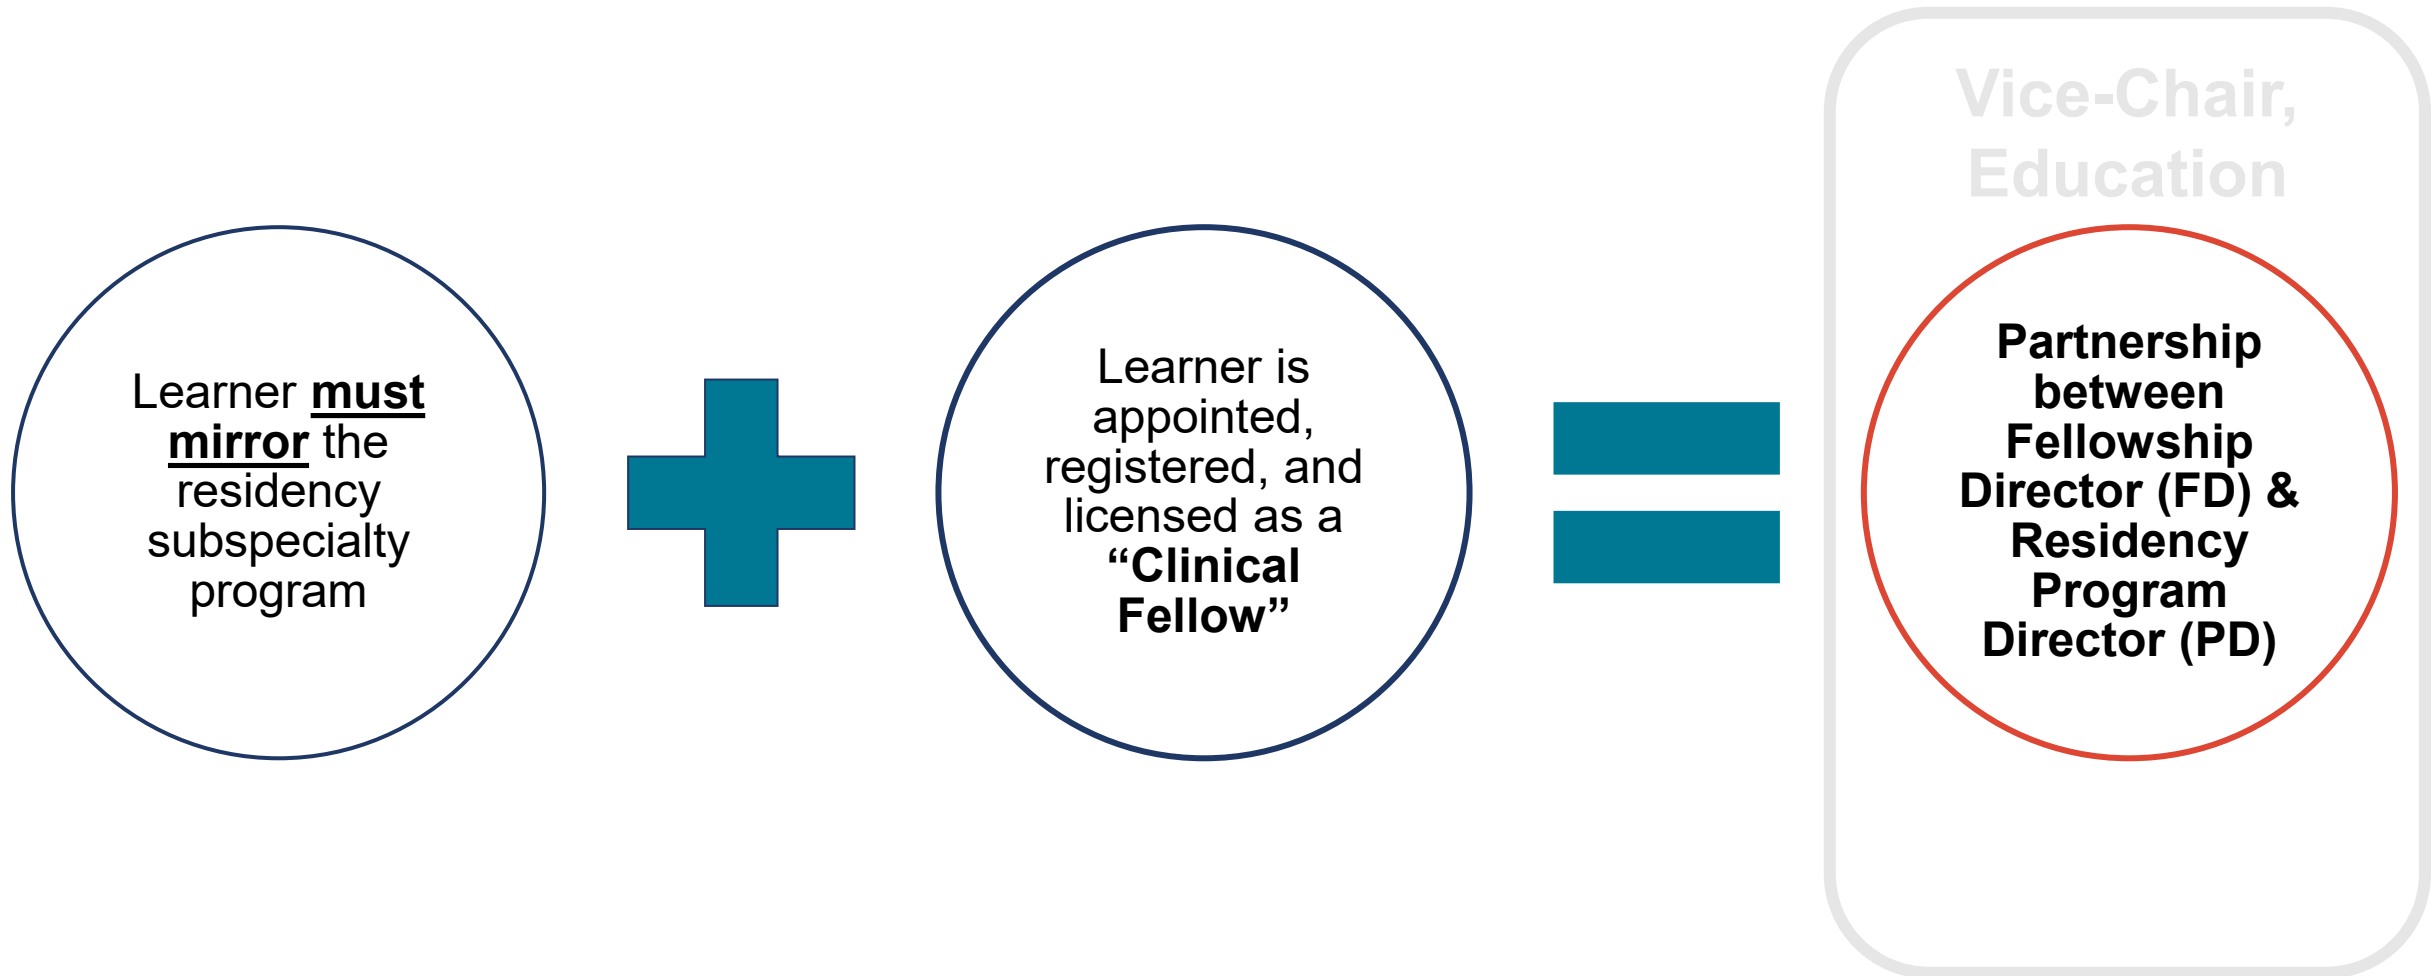 Learner must
mirror the
residency
subspecialty
program
Learner is
appointed,
registered, and
licensed as a
“Clinical
Fellow”
Vice-Chair,
Education
Partnership
between
Fellowship
Director (FD) &
Residency
Program
Director (PD)